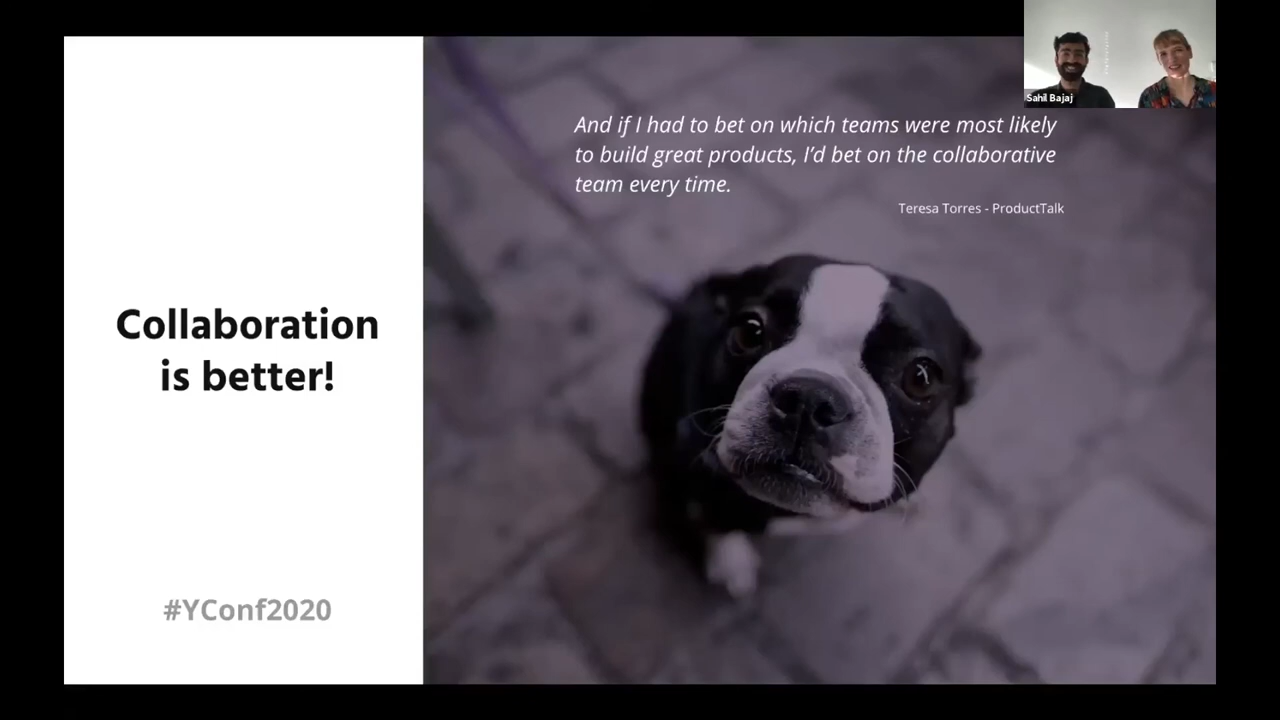 Sahil Bajaj
And if I had to bet on which teams were most likely
to build great products, I'd bet on the collaborative
team every time.
Teresa Torres - ProductTalk
Collaboration
is better!
#YConf2020